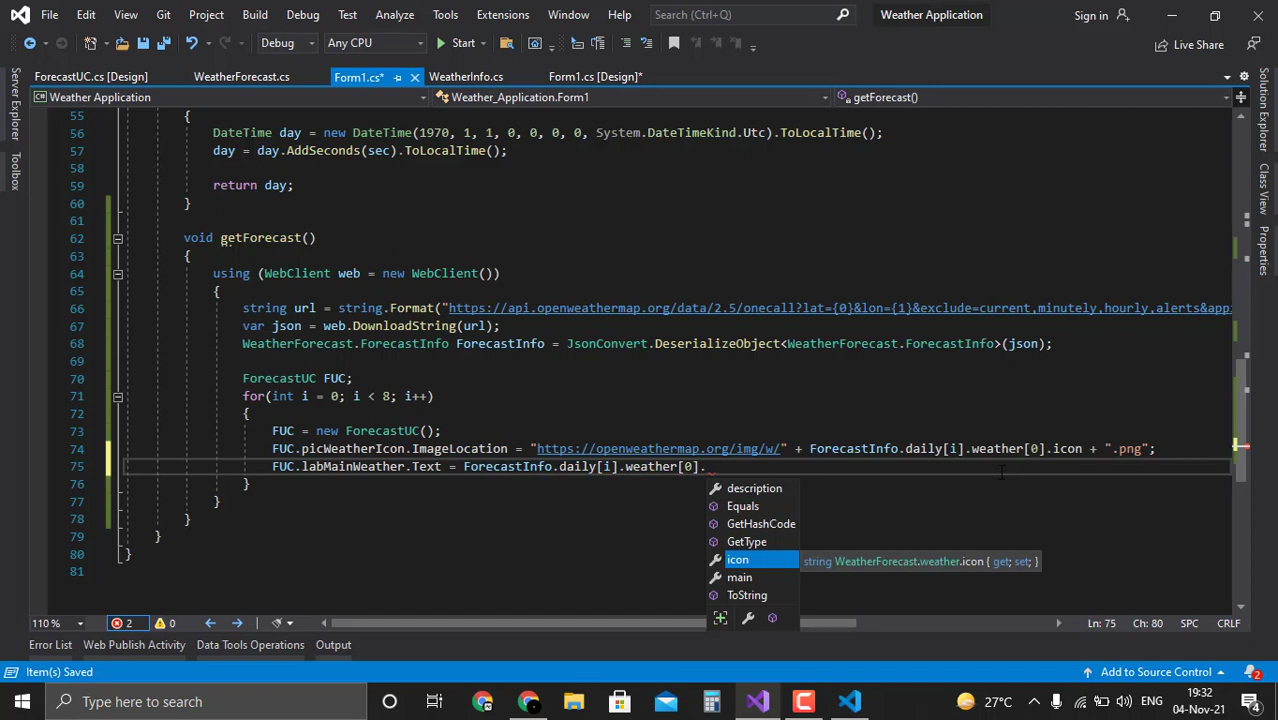 File Edit View Git Project Build Debug Test Analyze Tools Extensions Window Help Search (Ctrl+Q) Weather Application Sign in
Debug Any CPU Start Live Share
ForecastUC.cs [Design] WeatherForecast.cs Form1.cs* WeatherInfo.cs Form1.cs [Design]*
Weather Application Weather_Application.Form1 getForecast()
Server Explorer
Toolbox
Solution Explorer
Class View
Properties
55 {
56 DateTime day = new DateTime(1970, 1, 1, 0, 0, 0, 0, System.DateTimeKind.Utc).ToLocalTime();
57 day = day.AddSeconds(sec).ToLocalTime();
58
59 return day;
60 }
61
62 void getForecast()
63 {
64 using (WebClient web = new WebClient())
65 {
66 string url = string.Format("https://api.openweathermap.org/data/2.5/onecall?lat={0}&lon={1}&exclude=current,minutely,hourly,alerts&app
67 var json = web.DownloadString(url);
68 WeatherForecast.ForecastInfo ForecastInfo = JsonConvert.DeserializeObject<WeatherForecast.ForecastInfo>(json);
69
70 ForecastUC FUC;
71 for(int i = 0; i < 8; i++)
72 {
73 FUC = new ForecastUC();
74 FUC.picWeatherIcon.ImageLocation = "https://openweathermap.org/img/w/" + ForecastInfo.daily[i].weather[0].icon + ".png";
75 FUC.labMainWeather.Text = ForecastInfo.daily[i].weather[0].
76 }
77 }
78 }
79 }
80 }
81
description
Equals
GetHashCode
GetType
icon string WeatherForecast.weather.icon { get; set; }
main
ToString
110 % 2 0 Ln: 75 Ch: 80 SPC CRLF
Error List Web Publish Activity Data Tools Operations Output
Item(s) Saved Add to Source Control 2
Type here to search 27°C ENG 19:32 04-Nov-21 4